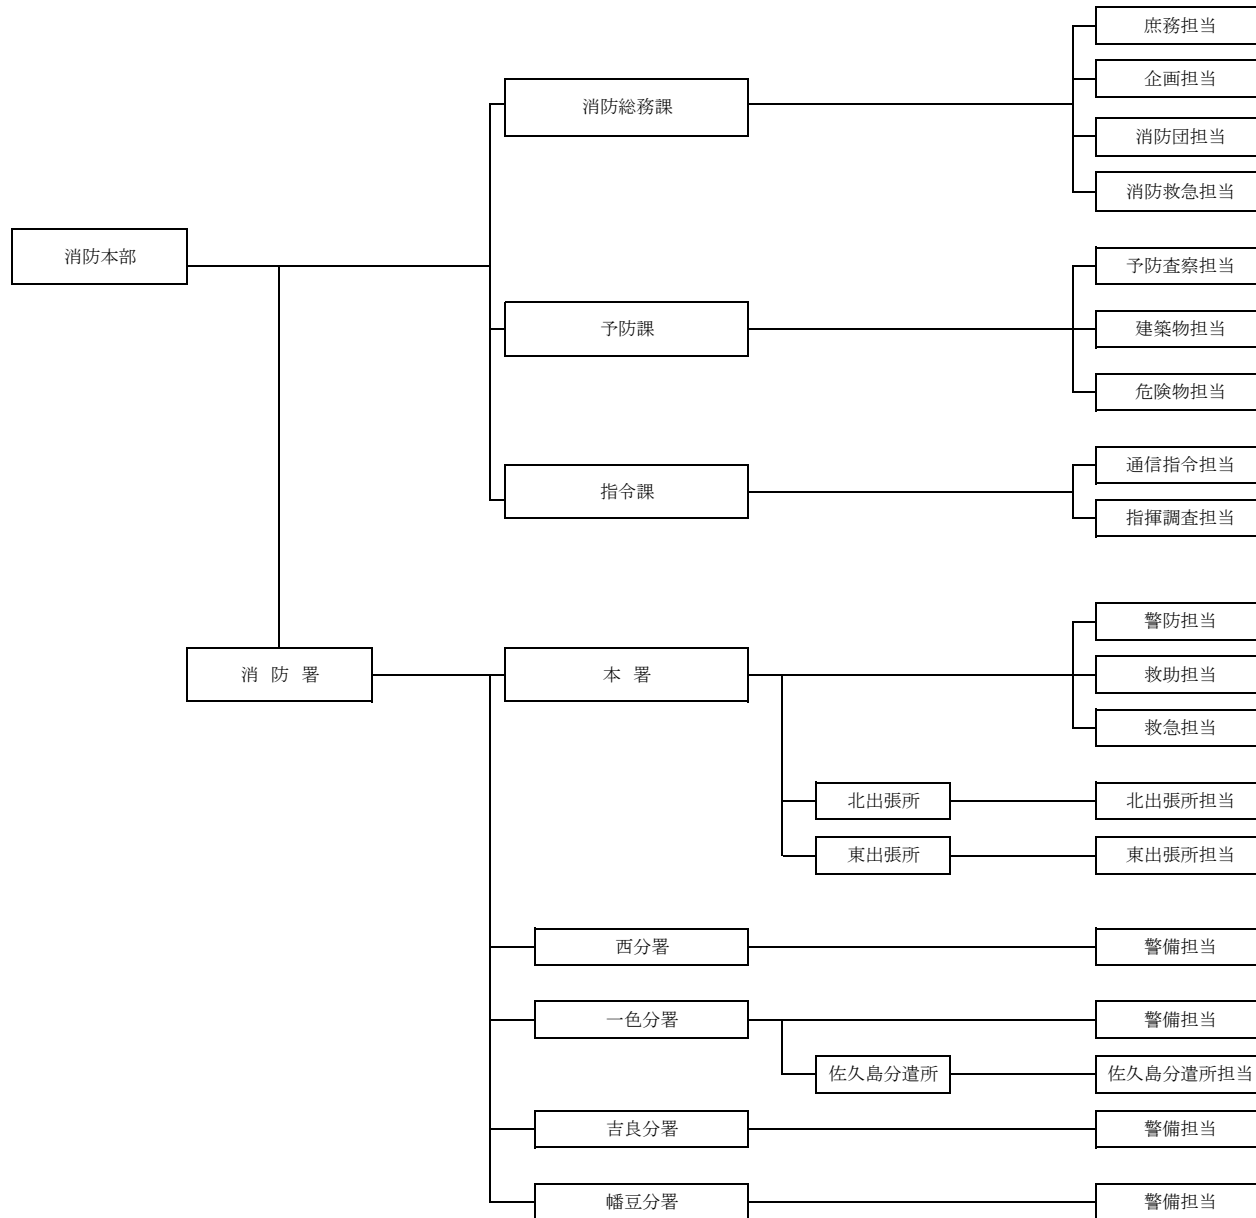 庶務担当
企画担当
消防総務課
消防団担当
消防救急担当
消防本部
予防査察担当
予防課
建築物担当
危険物担当
通信指令担当
指令課
指揮調査担当
警防担当
消 防 署
本 署
救助担当
救急担当
北出張所
北出張所担当
東出張所
東出張所担当
西分署
警備担当
一色分署
警備担当
佐久島分遣所
佐久島分遣所担当
吉良分署
警備担当
幡豆分署
警備担当